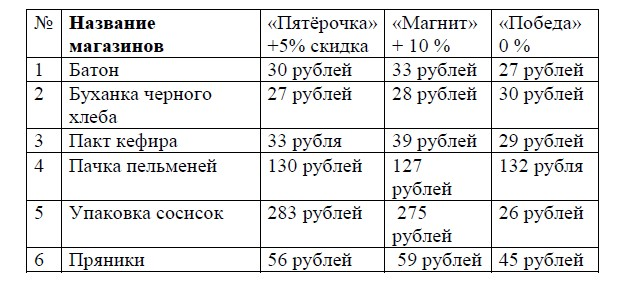 № Название «Пятёрочка» «Магнит» «Победа»
магазинов +5% скидка + 10 % 0 %
1 Батон 30 рублей 33 рублей 27 рублей
2 Буханка черного 27 рублей 28 рублей 30 рублей
хлеба
3 Пакт кефира 33 рубля 39 рублей 29 рублей
4 Пачка пельменей 130 рублей 127 132 рубля
рублей
5 Упаковка сосисок 283 рублей 275 26 рублей
рублей
6 Пряники 56 рублей 59 рублей 45 рублей